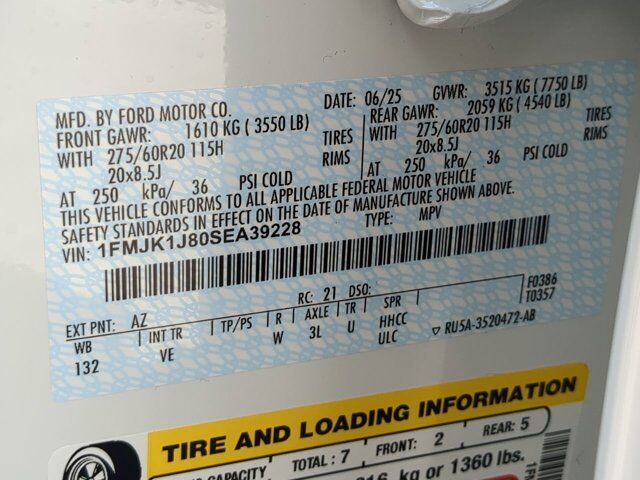 MFD. BY FORD MOTOR CO. DATE: 06/25 GVWR: 3515 KG ( 7750 LB)
FRONT GAWR: 1610 KG ( 3550 LB) REAR GAWR: 2059 KG ( 4540 LB)
WITH 275/60R20 115H TIRES WITH 275/60R20 115H TIRES
20x8.5J RIMS 20x8.5J RIMS
AT 250 kPa/ 36 PSI COLD AT 250 kPa/ 36 PSI COLD
THIS VEHICLE CONFORMS TO ALL APPLICABLE FEDERAL MOTOR VEHICLE
SAFETY STANDARDS IN EFFECT ON THE DATE OF MANUFACTURE SHOWN ABOVE.
VIN: 1FMJK1J80SEA39228 TYPE: MPV
F0386
T0357
EXT PNT: AZ RC: 21 DSO:
WB INT TR TP/PS R AXLE TR SPR
132 VE W 3L U HHCC
ULC ▽ RU5A-3520472-AB
TIRE AND LOADING INFORMATION
CAPACITY TOTAL : 7 FRONT: 2 REAR: 5
kg or 1360 lbs.